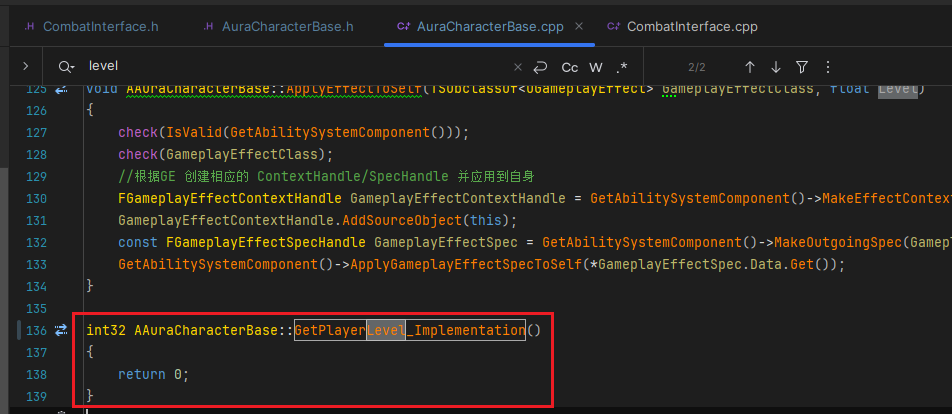 CombatInterface.h
AuraCharacterBase.h
AuraCharacterBase.cpp
CombatInterface.cpp
level
Cc W .*
2/2
125 void AAuraCharacterBase::ApplyEffectToSelf(TSubclassOf<UGameplayEffect> GameplayEffectClass, float Level)
126 {
127 check(IsValid(GetAbilitySystemComponent()));
128 check(GameplayEffectClass);
129 //根据GE 创建相应的 ContextHandle/SpecHandle 并应用到自身
130 FGameplayEffectContextHandle GameplayEffectContextHandle = GetAbilitySystemComponent()->MakeEffectContex
131 GameplayEffectContextHandle.AddSourceObject(this);
132 const FGameplayEffectSpecHandle GameplayEffectSpec = GetAbilitySystemComponent()->MakeOutgoingSpec(Gamepl
133 GetAbilitySystemComponent()->ApplyGameplayEffectSpecToSelf(*GameplayEffectSpec.Data.Get());
134 }
135
136 int32 AAuraCharacterBase::GetPlayerLevel_Implementation()
137 {
138 return 0;
139 }